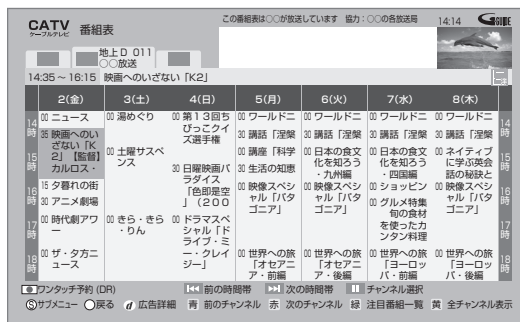 CATV
ケーブルテレビ
番組表
この番組表は○○が放送しています 協力：○○の各放送局
14:14
GGUIDE
地上D 011
○○放送
14:35～16:15 映画へのいざない「K2」
2(金) 3(土) 4(日) 5(月) 6(火) 7(水) 8(木)
14時
15時
16時
17時
18時
00 ニュース
35 映画へのい
ざない「K
2」【監督】
カルロス・
15 夕暮れの街
30 アニメ劇場
00 時代劇アワ
ー
00 ザ・夕方ニ
ュース
00 湯めぐり
00 土曜サスペ
ンス
00 きら・きら
・りん
00 第13回ち
びっこクイ
ズ選手権
30 日曜映画パ
ラダイス
「色即是空
」（200
00 ドラマスペ
シャル「ド
ライブ・ミ
ー・クレイ
ジー」
00 ワールドニ
30 講話「涅槃
00 講座「科学
30 生活の知恵
00 映像スペシ
ャル「パタ
ゴニア」
00 世界への旅
「オセアニ
ア・前編
00 ワールドニ
30 講話「涅槃
00 日本の食文
化を知ろう
・九州編
00 映像スペシ
ャル「パタ
ゴニア」
00 世界への旅
「オセアニ
ア・後編
00 ワールドニ
30 講話「涅槃
00 日本の食文
化を知ろう
・四国編
00 ショッピン
00 グルメ特集
旬の食材
を使ったカ
ンタン料理
00 世界への旅
「ヨーロッ
パ・前編
00 ワールドニ
30 講話「涅槃
00 ネイティブ
に学ぶ英会
話の秘訣と
00 映像スペシ
ャル「パタ
ゴニア」
00 世界への旅
「ヨーロッ
パ・後編
14時
15時
16時
17時
18時
ワンタッチ予約 (DR) 前の時間帯 次の時間帯 チャンネル選択
Ⓢサブメニュー 戻る d 広告詳細 青 前のチャンネル 赤 次のチャンネル 緑 注目番組一覧 黄 全チャンネル表示